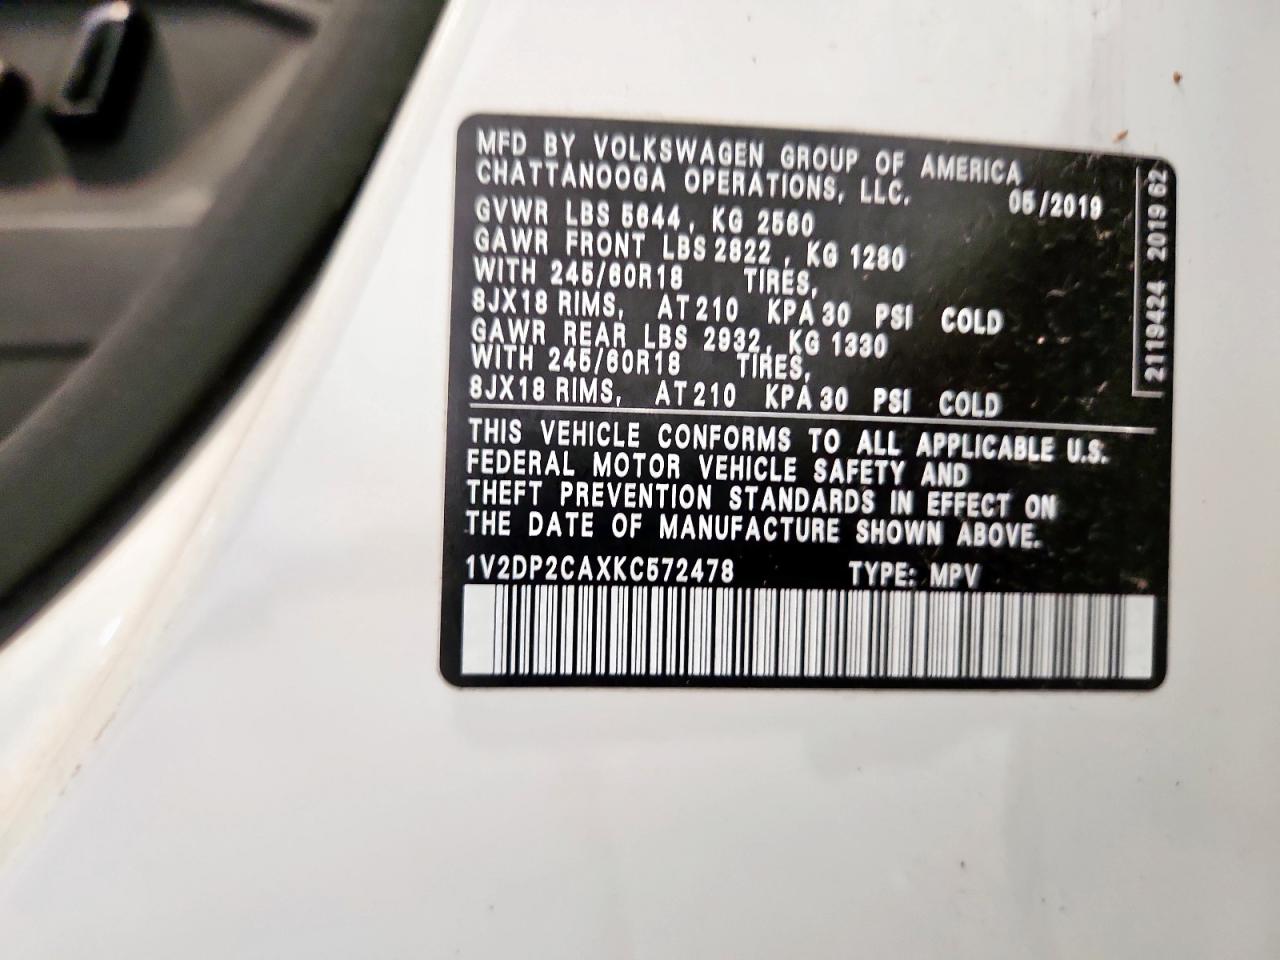 MFD BY VOLKSWAGEN GROUP OF AMERICA
CHATTANOOGA OPERATIONS, LLC.
05/2019
GVWR LBS 5644, KG 2560
GAWR FRONT LBS 2822, KG 1280
WITH 245/60R18 TIRES,
8JX18 RIMS, AT 210 KPA 30 PSI COLD
GAWR REAR LBS 2932, KG 1330
WITH 245/60R18 TIRES,
8JX18 RIMS, AT 210 KPA 30 PSI COLD
THIS VEHICLE CONFORMS TO ALL APPLICABLE U.S.
FEDERAL MOTOR VEHICLE SAFETY AND
THEFT PREVENTION STANDARDS IN EFFECT ON
THE DATE OF MANUFACTURE SHOWN ABOVE.
1V2DP2CAXKC572478 TYPE: MPV
2119424 2019 62